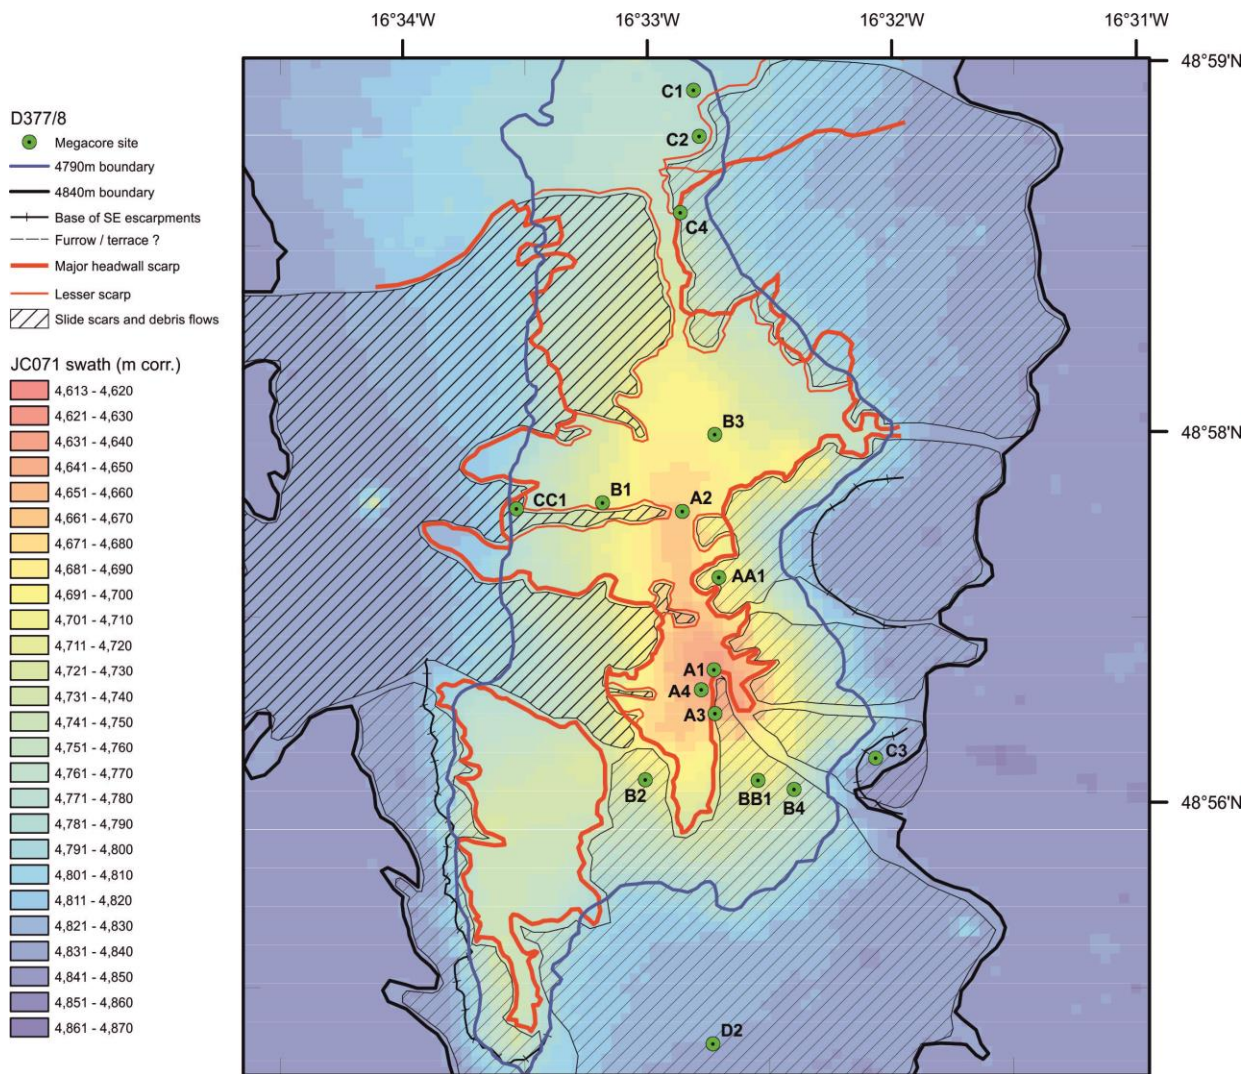 16°34'W 16°33'W 16°32'W 16°31'W
48°59'N
48°58'N
48°56'N
D377/8
Megacore site
4790m boundary
4840m boundary
Base of SE escarpments
Furrow / terrace ?
Major headwall scarp
Lesser scarp
Slide scars and debris flows
JC071 swath (m corr.)
4,613 - 4,620
4,621 - 4,630
4,631 - 4,640
4,641 - 4,650
4,651 - 4,660
4,661 - 4,670
4,671 - 4,680
4,681 - 4,690
4,691 - 4,700
4,701 - 4,710
4,711 - 4,720
4,721 - 4,730
4,731 - 4,740
4,741 - 4,750
4,751 - 4,760
4,761 - 4,770
4,771 - 4,780
4,781 - 4,790
4,791 - 4,800
4,801 - 4,810
4,811 - 4,820
4,821 - 4,830
4,831 - 4,840
4,841 - 4,850
4,851 - 4,860
4,861 - 4,870
C1
C2
C4
B3
CC1
B1
A2
AA1
A1
A4
A3
C3
B2
BB1
B4
D2